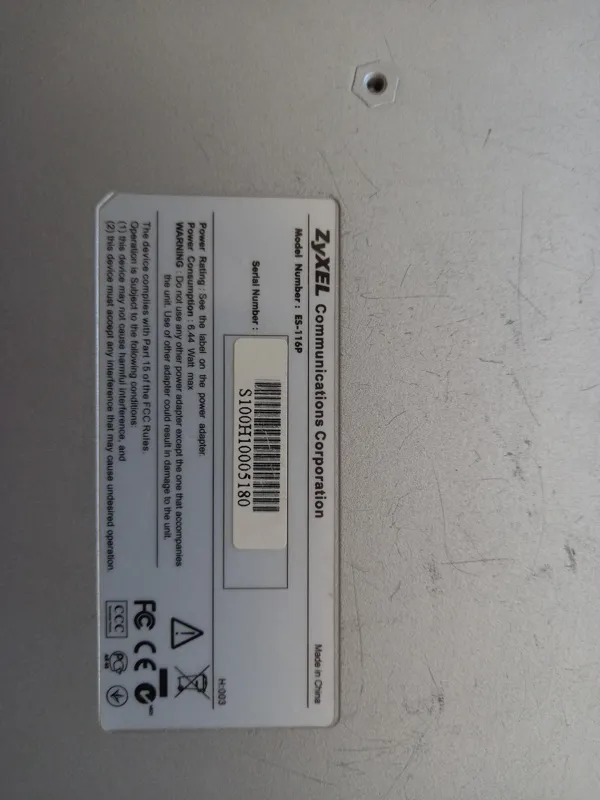 ZyXEL Communications Corporation
Made in China
Model Number : ES-116P
Serial Number :
S100H10005180
H:003
Power Rating : See the label on the power adapter.
Power Consumption : 6.44 Watt max
WARNING : Do not use any other power adapter except the one that accompanies
the unit. Use of other adapter could result in damage to the unit.
The device complies with Part 15 of the FCC Rules.
Operation is Subject to the following conditions:
(1) this device may not cause harmful interference, and
(2) this device must accept any interference that may cause undesired operation.
FC CE
CCC